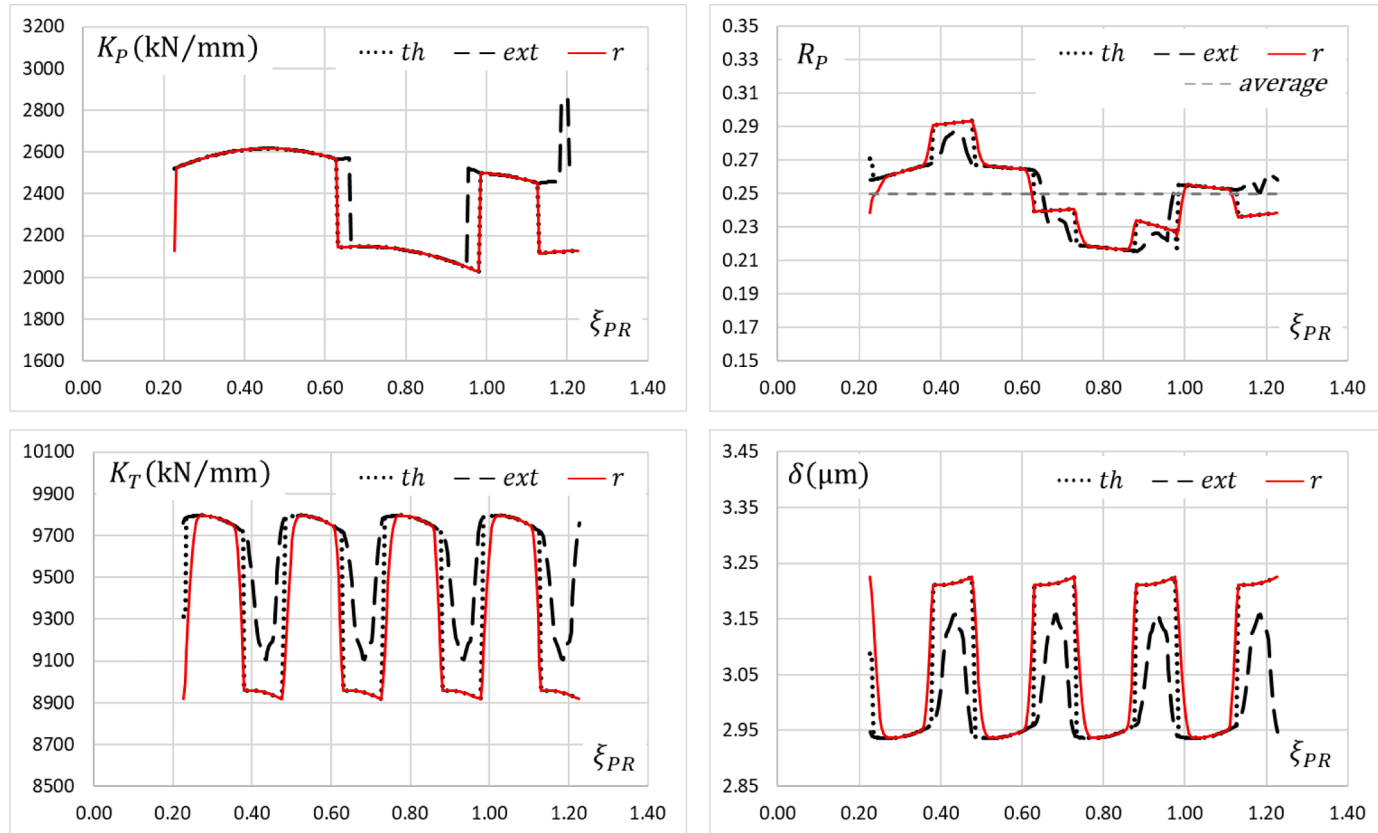 3200
K_P (kN/mm) th ext r
3000
2800
2600
2400
2200
2000
1800
ξ_PR
1600
0.00 0.20 0.40 0.60 0.80 1.00 1.20 1.40
0.35
R_P th ext r
0.33
average
0.31
0.29
0.27
0.25
0.23
0.21
0.19
0.17
ξ_PR
0.15
0.00 0.20 0.40 0.60 0.80 1.00 1.20 1.40
10100
K_T (kN/mm) th ext r
9900
9700
9500
9300
9100
8900
8700
ξ_PR
8500
0.00 0.20 0.40 0.60 0.80 1.00 1.20 1.40
3.45
δ(μm) th ext r
3.35
3.25
3.15
3.05
2.95
ξ_PR
2.85
0.00 0.20 0.40 0.60 0.80 1.00 1.20 1.40